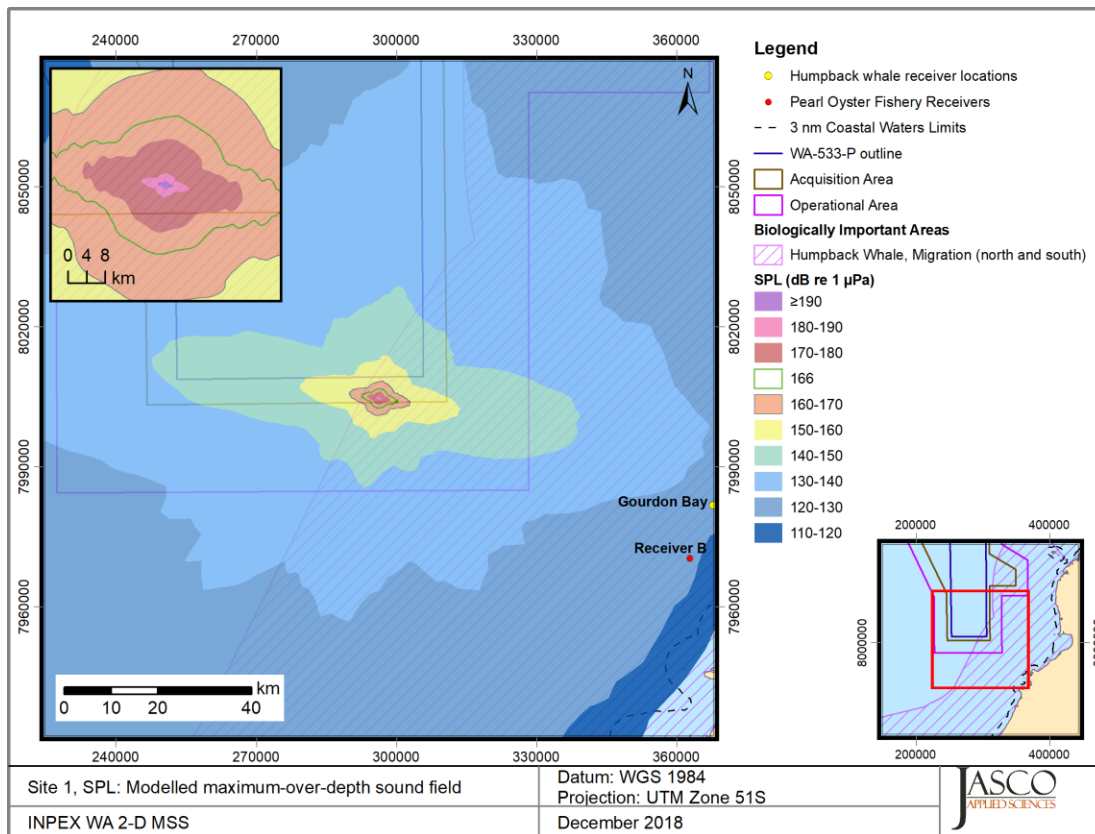 240000 270000 300000 330000 360000
N
0 4 8
km
8050000
8050000
8020000
8020000
7990000
7990000
7960000
7960000
Gourdon Bay
Receiver B
km
0 10 20 40
240000 270000 300000 330000 360000
Legend
Humpback whale receiver locations
Pearl Oyster Fishery Receivers
3 nm Coastal Waters Limits
WA-533-P outline
Acquisition Area
Operational Area
Biologically Important Areas
Humpback Whale, Migration (north and south)
SPL (dB re 1 µPa)
≥190
180-190
170-180
166
160-170
150-160
140-150
130-140
120-130
110-120
200000 400000
8000000
200000 400000
Site 1, SPL: Modelled maximum-over-depth sound field
INPEX WA 2-D MSS
Datum: WGS 1984
Projection: UTM Zone 51S
December 2018
JASCO
APPLIED SCIENCES